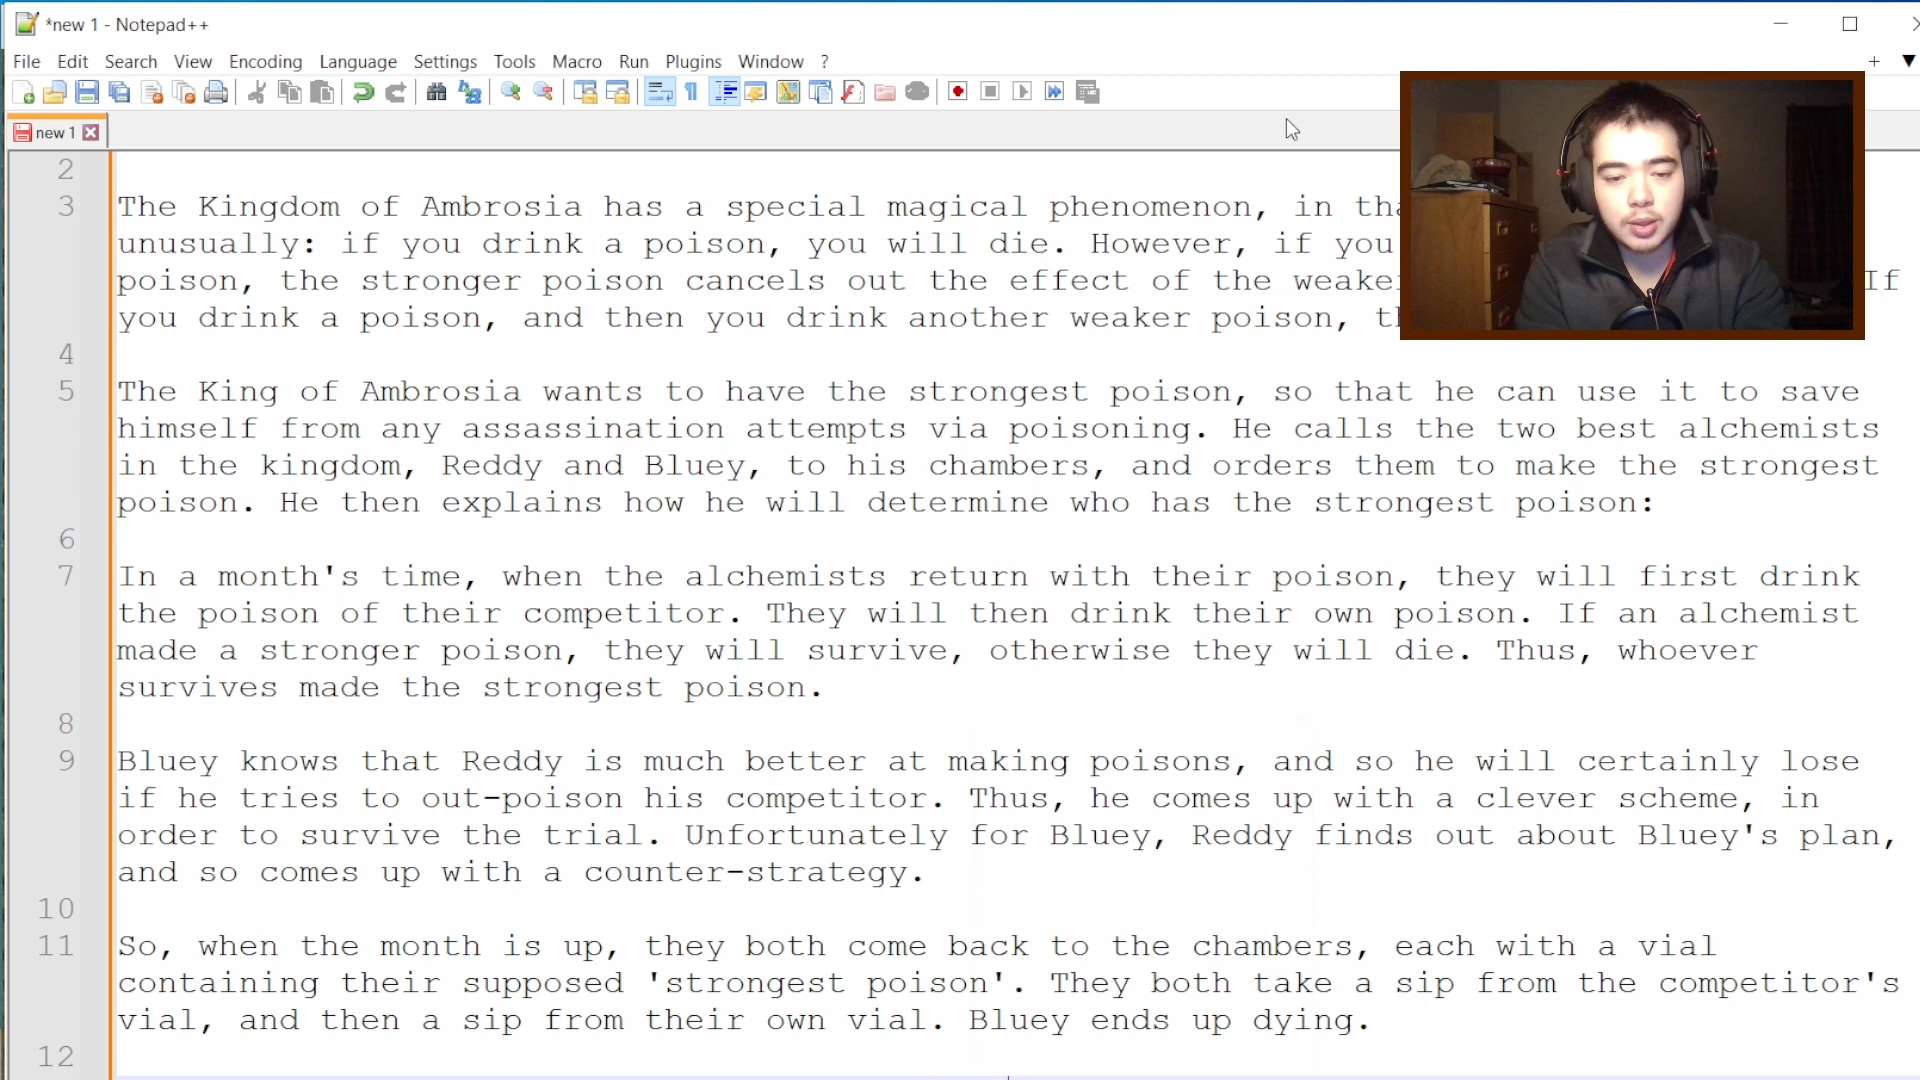 *new 1 - Notepad++
File Edit Search View Encoding Language Settings Tools Macro Run Plugins Window ?
new 1
2
3 The Kingdom of Ambrosia has a special magical phenomenon, in
unusually: if you drink a poison, you will die. However, if you
poison, the stronger poison cancels out the effect of the If
you drink a poison, and then you drink another weaker poison,
4
5 The King of Ambrosia wants to have the strongest poison, so that he can use it to save
himself from any assassination attempts via poisoning. He calls the two best alchemists
in the kingdom, Reddy and Bluey, to his chambers, and orders them to make the strongest
poison. He then explains how he will determine who has the strongest poison:
6
7 In a month's time, when the alchemists return with their poison, they will first drink
the poison of their competitor. They will then drink their own poison. If an alchemist
made a stronger poison, they will survive, otherwise they will die. Thus, whoever
survives made the strongest poison.
8
9 Bluey knows that Reddy is much better at making poisons, and so he will certainly lose
if he tries to out-poison his competitor. Thus, he comes up with a clever scheme, in
order to survive the trial. Unfortunately for Bluey, Reddy finds out about Bluey's plan,
and so comes up with a counter-strategy.
10
11 So, when the month is up, they both come back to the chambers, each with a vial
containing their supposed 'strongest poison'. They both take a sip from the competitor's
vial, and then a sip from their own vial. Bluey ends up dying.
12